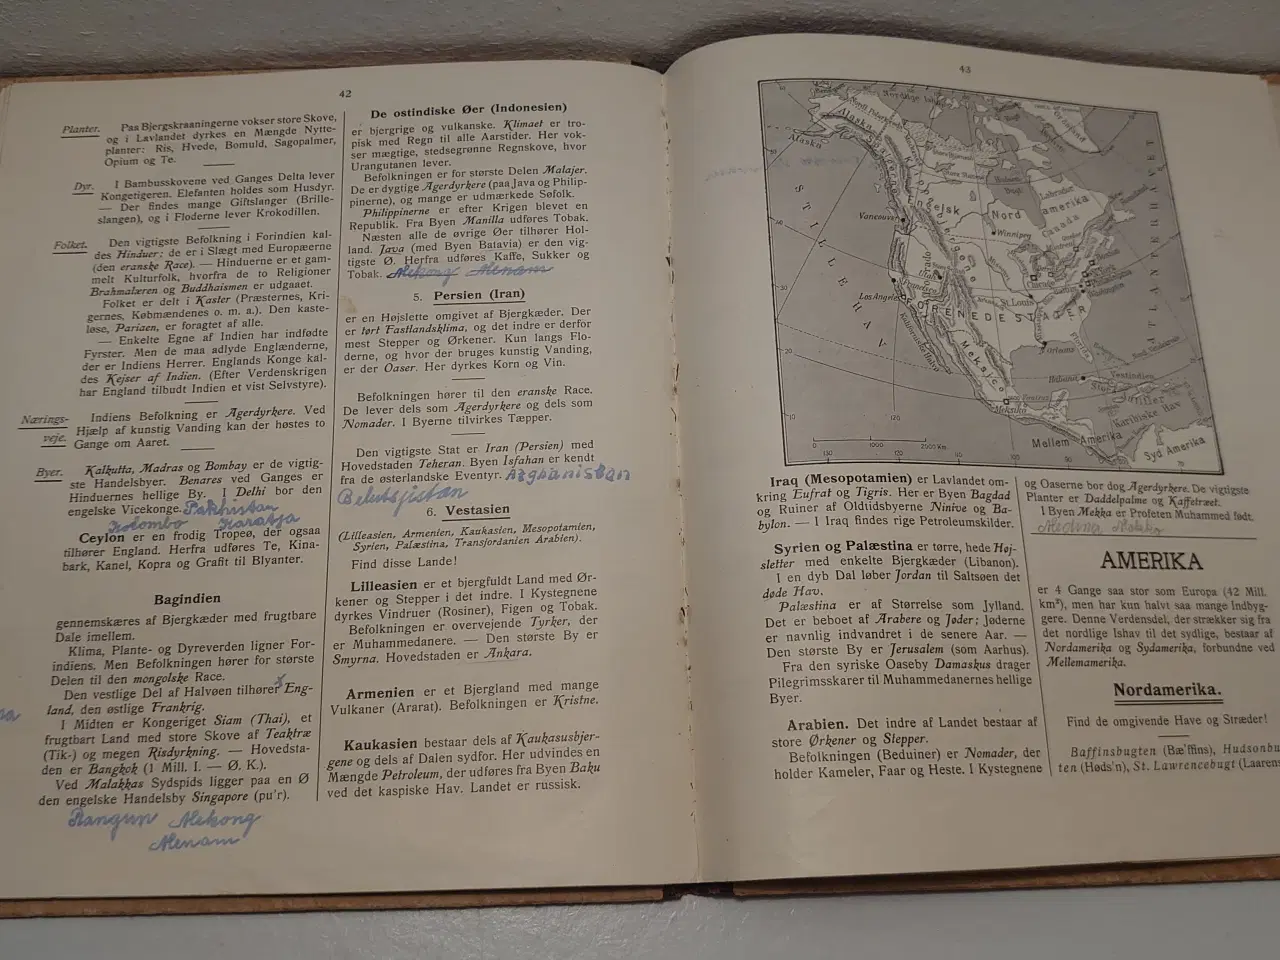 42
Planter.
Paa Bjergskraaningerne vokser store Skove,
og i Lavlandet dyrkes en Mængde Nytte-
planter: Ris, Hvede, Bomuld, Sagopalmer,
Opium og Te.
Dyr.
I Bambusskovene ved Ganges Delta lever
Kongetigeren. Elefanten holdes som Husdyr.
— Der findes mange Giftslanger (Brille-
slangen), og i Floderne lever Krokodillen.
Folket.
Den vigtigste Befolkning i Forindien kal-
des Hinduer: de er i Slægt med Europæerne
(den eranske Race). — Hinduerne er et gam-
melt Kulturfolk, hvorfra de to Religioner
Brahmalæren og Buddhaismen er udgaaet.
Folket er delt i Kaster (Præsternes, Kri-
gernes, Købmændenes o. m. a.). Den kaste-
løse, Pariaen, er foragtet af alle.
— Enkelte Egne af Indien har indfødte
Fyrster. Men de maa adlyde Englænderne,
der er Indiens Herrer. Englands Konge kal-
des Kejser af Indien. (Efter Verdenskrigen
har England tilbudt Indien et vist Selvstyre).
Nærings-
veje.
Indiens Befolkning er Agerdyrkere. Ved
Hjælp af kunstig Vanding kan der høstes to
Gange om Aaret.
Byer.
Kalkutta, Madras og Bombay er de vigtig-
ste Handelsbyer. Benares ved Ganges er
Hinduernes hellige By. I Delhi bor den
engelske Vicekonge. Pakhistan
Kolombo Karatja
Ceylon er en frodig Tropeø, der ogsaa
tilhører England. Herfra udføres Te, Kina-
bark, Kanel, Kopra og Grafit til Blyanter.
Bagindien
gennemskæres af Bjergkæder med frugtbare
Dale imellem.
Klima, Plante- og Dyreverden ligner For-
indiens. Men Befolkningen hører for største
Delen til den mongolske Race.
Den vestlige Del af Halvøen tilhører Eng-
land, den østlige Frankrig.
I Midten er Kongeriget Siam (Thai), et
frugtbart Land med store Skove af Teaktræ
(Tik-) og megen Risdyrkning. — Hovedsta-
den er Bangkok (1 Mill. I. — Ø. K.).
Ved Malakkas Sydspids ligger paa en Ø
den engelske Handelsby Singapore (pu'r).
Rangun Mekong
Menam
De ostindiske Øer (Indonesien)
er bjergrige og vulkanske. Klimaet er tro-
pisk med Regn til alle Aarstider. Her vok-
ser mægtige, stedsegrønne Regnskove, hvor
Urangutanen lever.
Befolkningen er for største Delen Malajer.
De er dygtige Agerdyrkere (paa Java og Philip-
pinerne), og mange er udmærkede Søfolk.
Philippinerne er efter Krigen blevet en
Republik. Fra Byen Manilla udføres Tobak.
Næsten alle de øvrige Øer tilhører Hol-
land. Java (med Byen Batavia) er den vig-
tigste Ø. Herfra udføres Kaffe, Sukker og
Tobak. Mekong Menam
5. Persien (Iran)
er en Højslette omgivet af Bjergkæder. Der
er tørt Fastlandsklima, og det indre er derfor
mest Stepper og Ørkener. Kun langs Flo-
derne, og hvor der bruges kunstig Vanding,
er der Oaser. Her dyrkes Korn og Vin.
Befolkningen hører til den eranske Race.
De lever dels som Agerdyrkere og dels som
Nomader. I Byerne tilvirkes Tæpper.
Den vigtigste Stat er Iran (Persien) med
Hovedstaden Teheran. Byen Isfahan er kendt
fra de østerlandske Eventyr. Afganistan
Belutsjistan
6. Vestasien
(Lilleasien, Armenien, Kaukasien, Mesopotamien,
Syrien, Palæstina, Transjordanien Arabien).
Find disse Lande!
Lilleasien er et bjergfuldt Land med Ør-
kener og Stepper i det indre. I Kystegnene
dyrkes Vindruer (Rosiner), Figen og Tobak.
Befolkningen er overvejende Tyrker, der
er Muhammedanere. — Den største By er
Smyrna. Hovedstaden er Ankara.
Armenien er et Bjergland med mange
Vulkaner (Ararat). Befolkningen er Kristne.
Kaukasien bestaar dels af Kaukasusbjer-
gene og dels af Dalen sydfor. Her udvindes en
Mængde Petroleum, der udføres fra Byen Baku
ved det kaspiske Hav. Landet er russisk.
43
Alaska
Alaska
Grønland
Labrador
Engelsk
Nord
amerika
Canada
Vancouver
Winnipeg
Montreal
Chicago
St. Louis
Washington
Los Angeles
FORENEDE STATER
STILLEHAV
ATLANTERHAVET
Mexayco
Orleans
Florida
Habana
Vestindien
Antiller
Karibiske Hav
Meksiko
Mellem Amerika
Syd Amerika
0 1000 2000 Km.
Iraq (Mesopotamien) er Lavlandet om-
kring Eufrat og Tigris. Her er Byen Bagdad
og Ruiner af Oldtidsbyerne Ninive og Ba-
bylon. — I Iraq findes rige Petroleumskilder.
Syrien og Palæstina er tørre, hede Høj-
sletter med enkelte Bjergkæder (Libanon).
I en dyb Dal løber Jordan til Saltsøen det
døde Hav.
Palæstina er af Størrelse som Jylland.
Det er beboet af Arabere og Jøder; Jøderne
er navnlig indvandret i de senere Aar. —
Den største By er Jerusalem (som Aarhus).
Fra den syriske Oaseby Damaskus drager
Pilegrimsskarer til Muhammedanernes hellige
Byer.
Arabien. Det indre af Landet bestaar af
store Ørkener og Stepper.
Befolkningen (Beduiner) er Nomader, der
holder Kameler, Faar og Heste. I Kystegnene
og Oaserne bor dog Agerdyrkere. De vigtigste
Planter er Daddelpalme og Kaffetræet.
I Byen Mekka er Profeten Muhammed født.
Medina Mokka
AMERIKA
er 4 Gange saa stor som Europa (42 Mill.
km²), men har kun halvt saa mange Indbyg-
gere. Denne Verdensdel, der strækker sig fra
det nordlige Ishav til det sydlige, bestaar af
Nordamerika og Sydamerika, forbundne ved
Mellemamerika.
Nordamerika.
Find de omgivende Have og Stræder!
Baffinsbugten (Bæ'ffins), Hudsonbu
ten (Høds'n), St. Lawrencebugt (Laarens